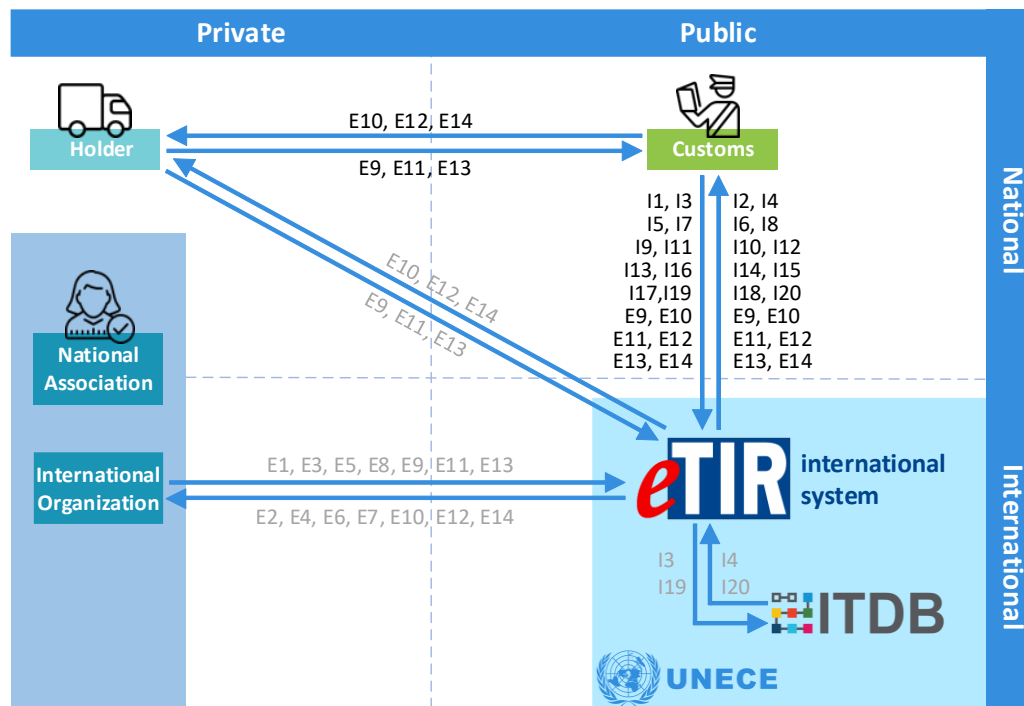 Private
Public
National
International
Holder
E10, E12, E14
E9, E11, E13
Customs
I1, I3
I5, I7
I9, I11
I13, I16
I17,I19
E9, E10
E11, E12
E13, E14
I2, I4
I6, I8
I10, I12
I14, I15
I18, I20
E9, E10
E11, E12
E13, E14
E10, E12, E14
E9, E11, E13
National
Association
International
Organization
E1, E3, E5, E8, E9, E11, E13
E2, E4, E6, E7, E10, E12, E14
eTIR
international
system
I3
I19
I4
I20
ITDB
UNECE